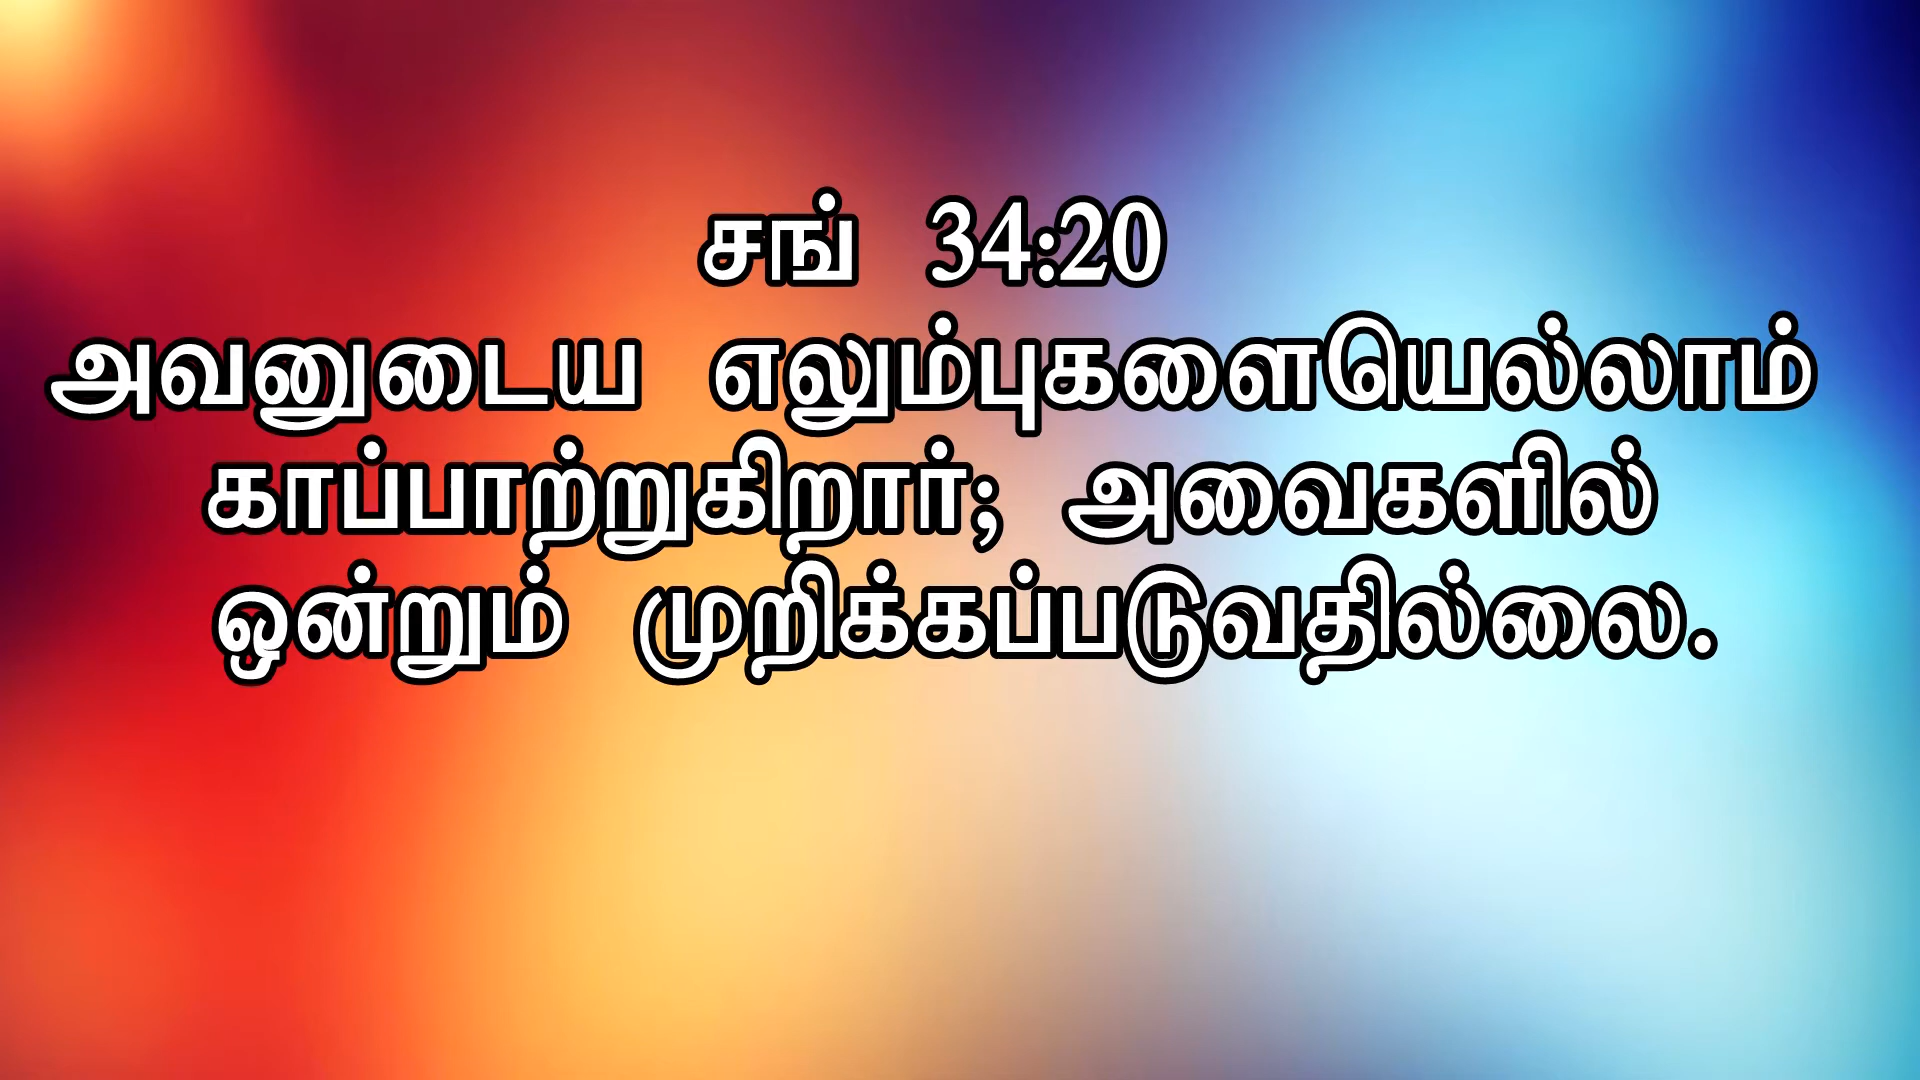 சங் 34:20
அவனுடைய எலும்புகளையெல்லாம்
காப்பாற்றுகிறார்; அவைகளில்
ஒன்றும் முறிக்கப்படுவதில்லை.